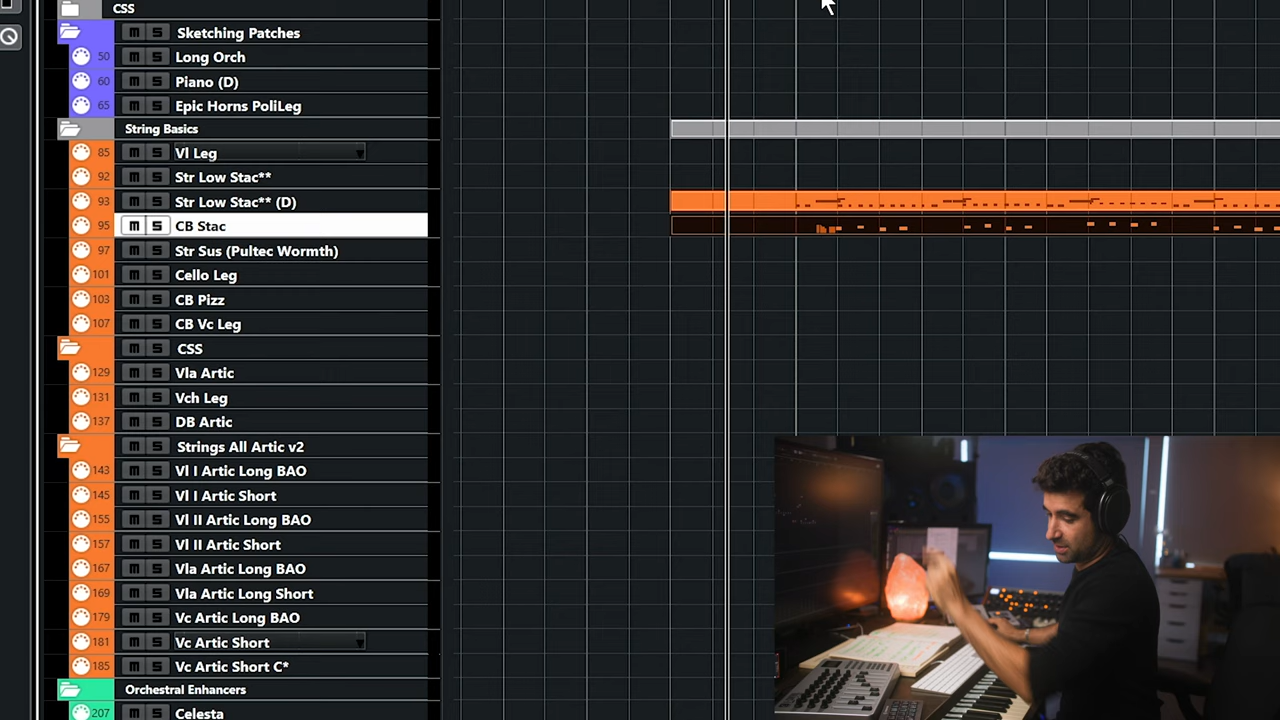 CSS
m S Sketching Patches
50 Long Orch
60 m S Piano (D)
65 m S Epic Horns PoliLeg
String Basics
85 m S Vl Leg
92 m S Str Low Stac**
93 m S Str Low Stac** (D)
95 m S CB Stac
97 m S Str Sus (Pultec Wormth)
101 m S Cello Leg
103 m S CB Pizz
107 m S CB Vc Leg
m S CSS
129 m S Vla Artic
131 m S Vch Leg
137 m S DB Artic
m S Strings All Artic v2
143 m S Vl I Artic Long BAO
145 m S Vl I Artic Short
155 m S Vl II Artic Long BAO
157 m S Vl II Artic Short
167 m S Vla Artic Long BAO
169 m S Vla Artic Long Short
179 m S Vc Artic Long BAO
181 m S Vc Artic Short
185 m S Vc Artic Short C*
Orchestral Enhancers
207 m S Celesta